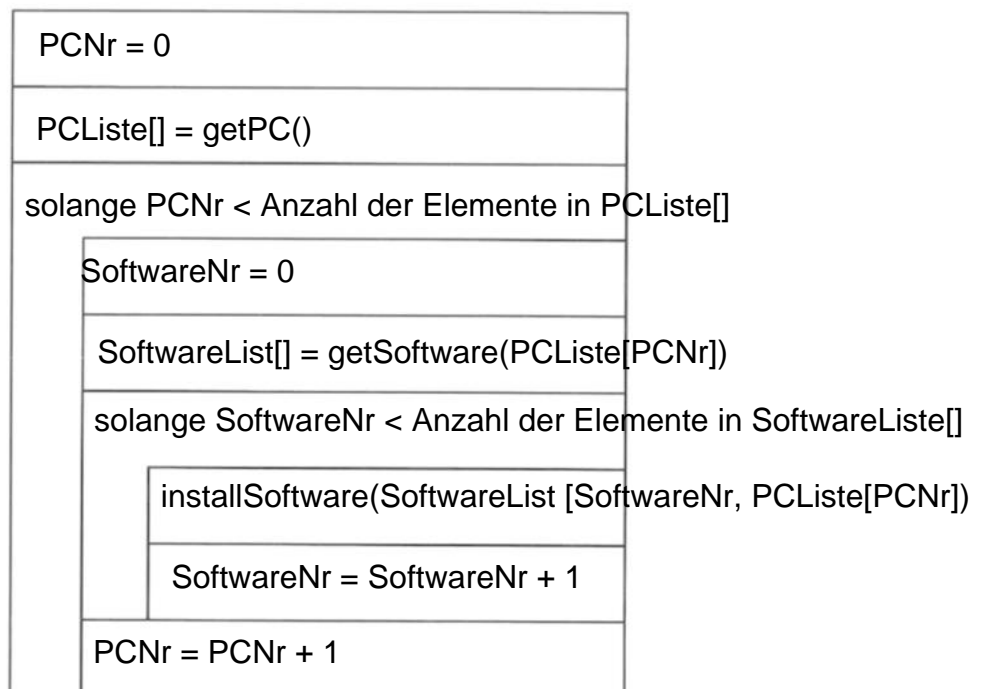 PCNr = 0
PCListe[] = getPC()
solange PCNr < Anzahl der Elemente in PCListe[]
SoftwareNr = 0
SoftwareList[] = getSoftware(PCListe[PCNr])
solange SoftwareNr < Anzahl der Elemente in SoftwareListe[]
installSoftware(SoftwareList [SoftwareNr, PCListe[PCNr])
SoftwareNr = SoftwareNr + 1
PCNr = PCNr + 1